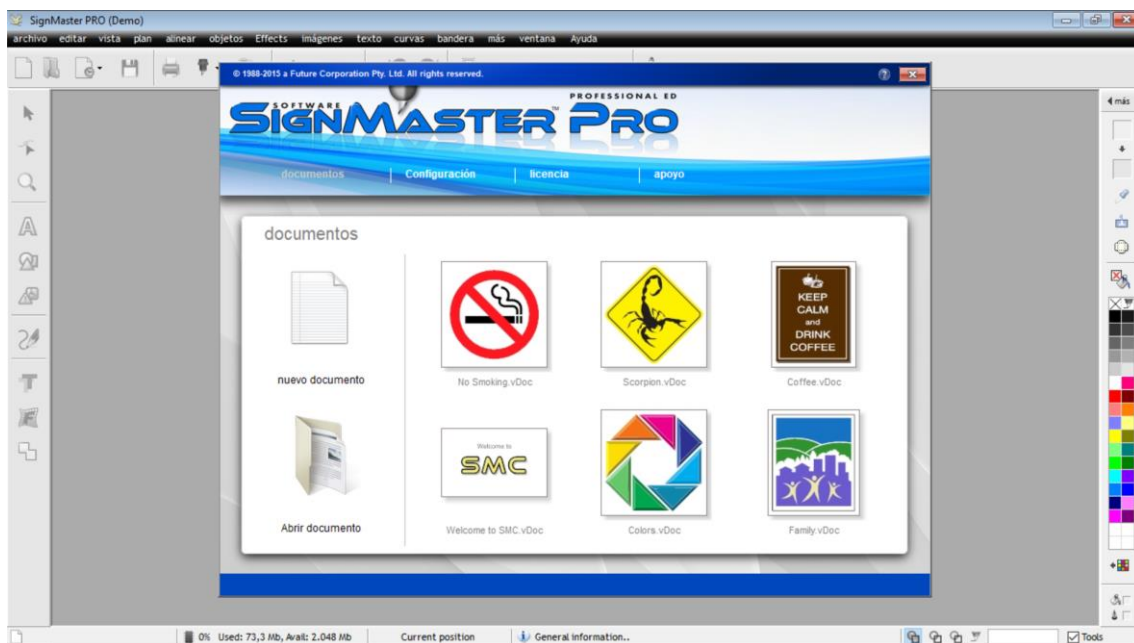 SignMaster PRO (Demo)
archivo editar vista plan alinear objetos Effects imágenes texto curvas bandera más ventana Ayuda
© 1988-2015 a Future Corporation Pty. Ltd. All rights reserved.
SOFTWARE PROFESSIONAL ED
SIGNMASTER™ PRO
documentos Configuración licencia apoyo
más
documentos
KEEP
CALM
and
DRINK
COFFEE
nuevo documento No Smoking.vDoc Scorpion.vDoc Coffee.vDoc
Welcome to
SMC
Abrir documento Welcome to SMC.vDoc Colors.vDoc Family.vDoc
0% Used: 73,3 Mb, Avail: 2.048 Mb Current position General information.. Tools